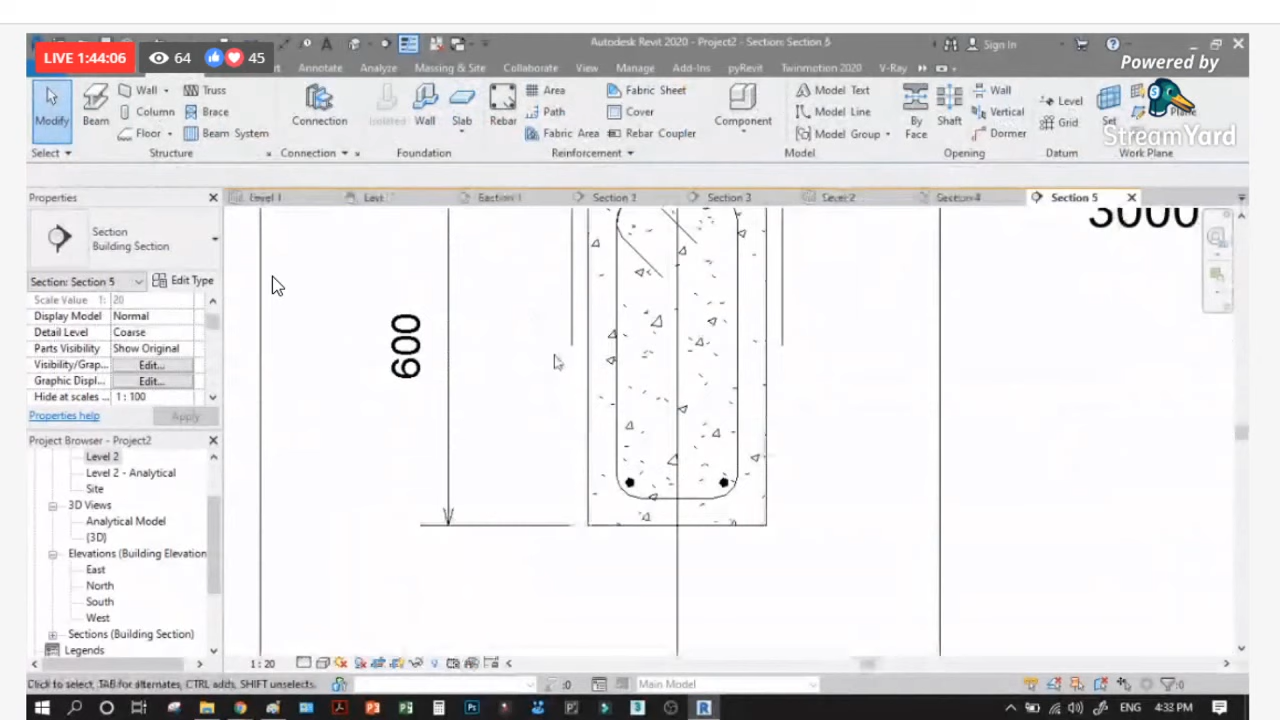 LIVE 1:44:06 64 45
Autodesk Revit 2020 - Project2 - Section: Section 5
Sign In
Powered by
StreamYard
Annotate Analyze Massing & Site Collaborate View Manage Add-Ins pyRevit Twinmotion 2020 V-Ray
Modify
Beam
Wall
Truss
Column
Brace
Floor
Beam System
Connection
Isolated
Wall
Slab
Rebar
Area
Path
Fabric Area
Fabric Sheet
Cover
Rebar Coupler
Component
Model Text
Model Line
Model Group
By
Face
Shaft
Wall
Vertical
Dormer
Level
Grid
Set
Plane
Select
Structure
Connection
Foundation
Reinforcement
Model
Opening
Datum
Work Plane
Properties
Section 3
Section 4
Section 5
Section
Building Section
Section: Section 5
Edit Type
Scale Value 1: 20
Display Model Normal
Detail Level Coarse
Parts Visibility Show Original
Visibility/Grap... Edit...
Graphic Displ... Edit...
Hide at scales ... 1 : 100
Properties help
Apply
Project Browser - Project2
Level 2
Level 2 - Analytical
Site
3D Views
Analytical Model
{3D}
Elevations (Building Elevation
East
North
South
West
Sections (Building Section)
Legends
600
3000
1 : 20
Click to select, TAB for alternates, CTRL adds, SHIFT unselects.
:0
Main Model
:0
ENG
4:33 PM